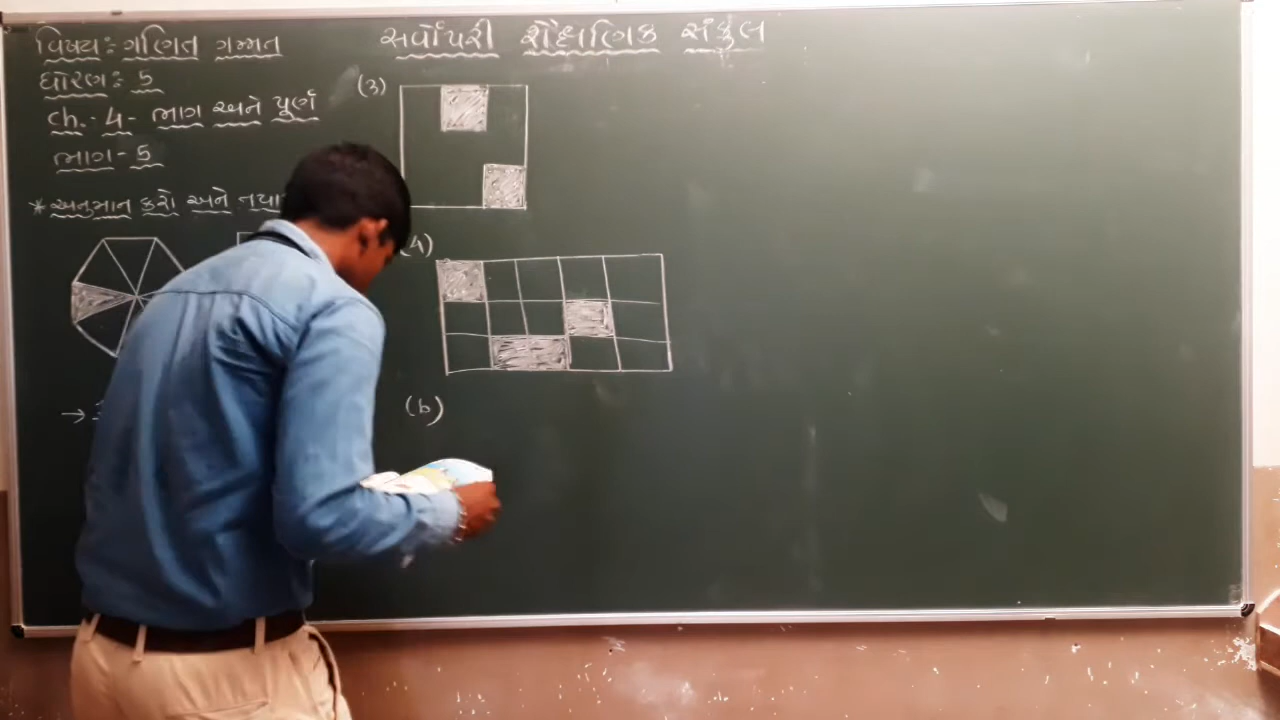 વિષય:- ગણિત ગમ્મત
સર્વોપરી શૈક્ષણિક સંકુલ
ધોરણ:- 5
ch.- 4- ભાગ અને પૂર્ણ
ભાગ- 5
* અનુમાન કરો અને
(3)
(4)
→
(b)